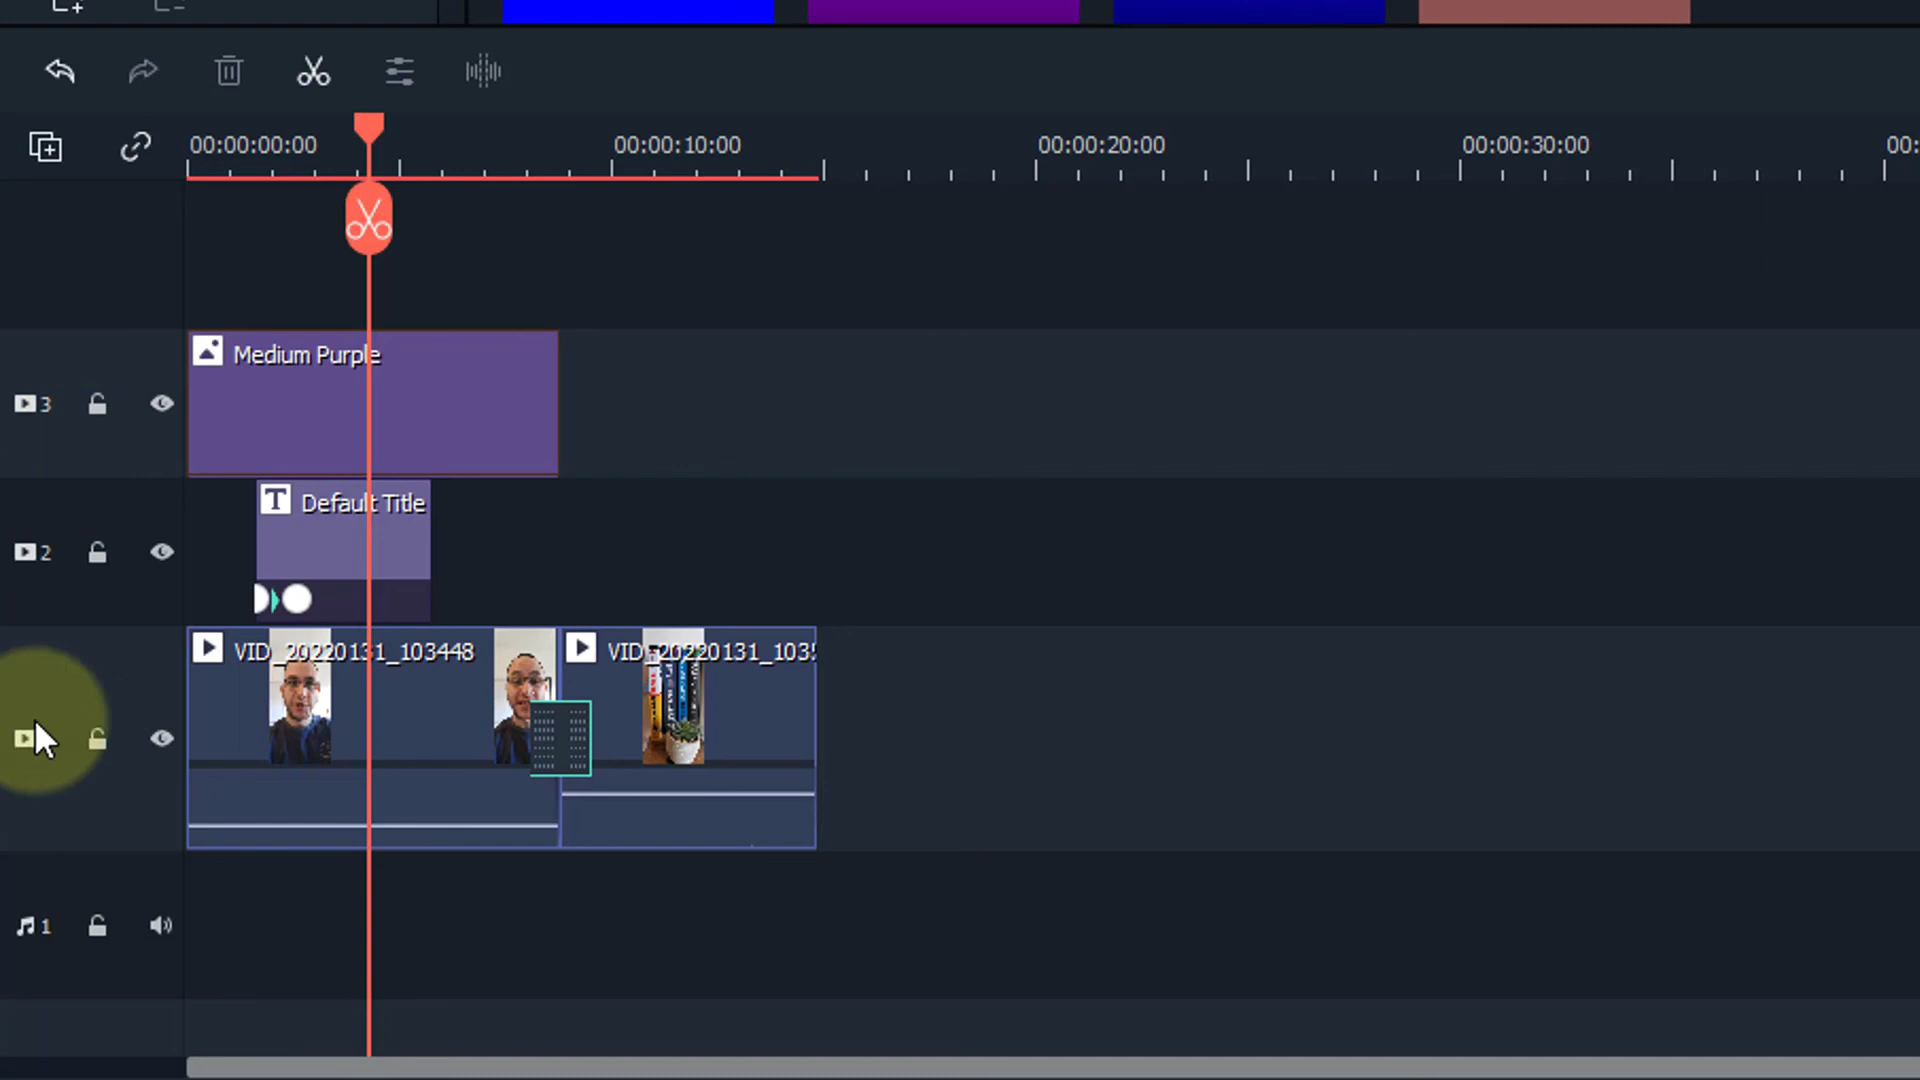 00:00:00:00 00:00:10:00 00:00:20:00 00:00:30:00 00:
Medium Purple
3
T Default Title
2
VID_20220131_103448 VID_20220131_103
1